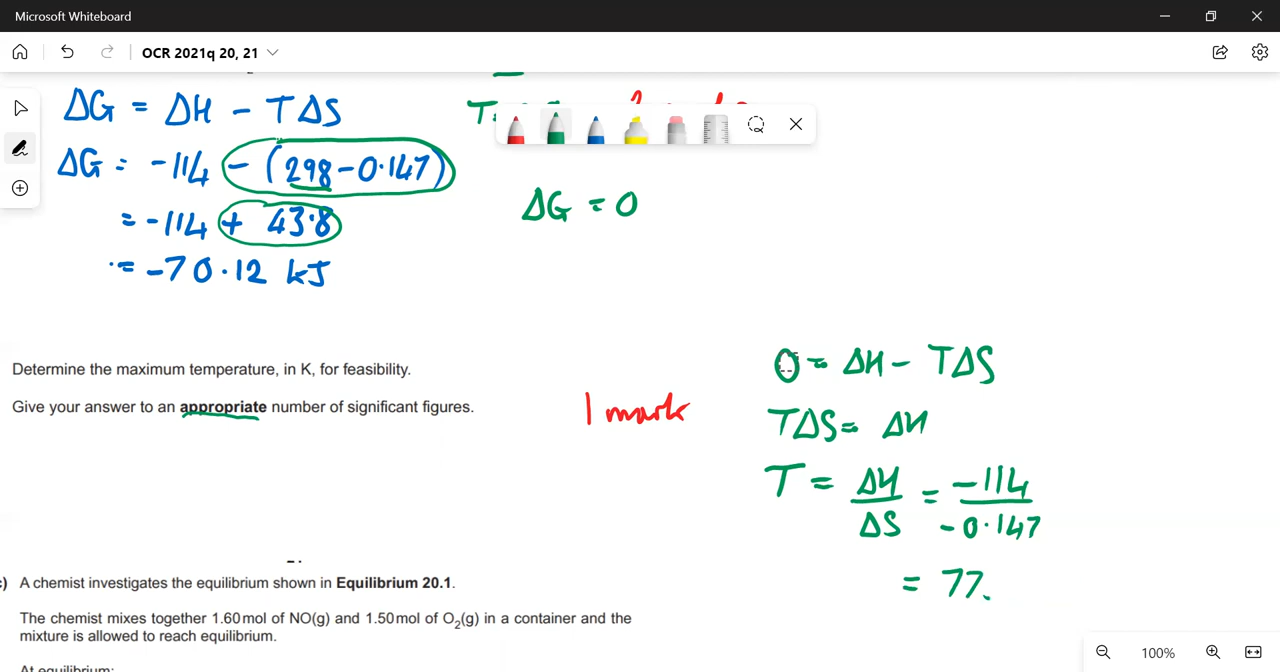 Microsoft Whiteboard
OCR 2021q 20, 21
ΔG = ΔH - TΔS
ΔG = -114 - (298-0.147)
= -114 + 43.8
= -70.12 kJ
ΔG = 0
Determine the maximum temperature, in K, for feasibility.
Give your answer to an appropriate number of significant figures.
1 mark
0 = ΔH - TΔS
TΔS = ΔH
T = ΔH/ΔS = -114/-0.147
= 77.
c) A chemist investigates the equilibrium shown in Equilibrium 20.1.
The chemist mixes together 1.60 mol of NO(g) and 1.50 mol of O₂(g) in a container and the
mixture is allowed to reach equilibrium.
At equilibrium:
100%